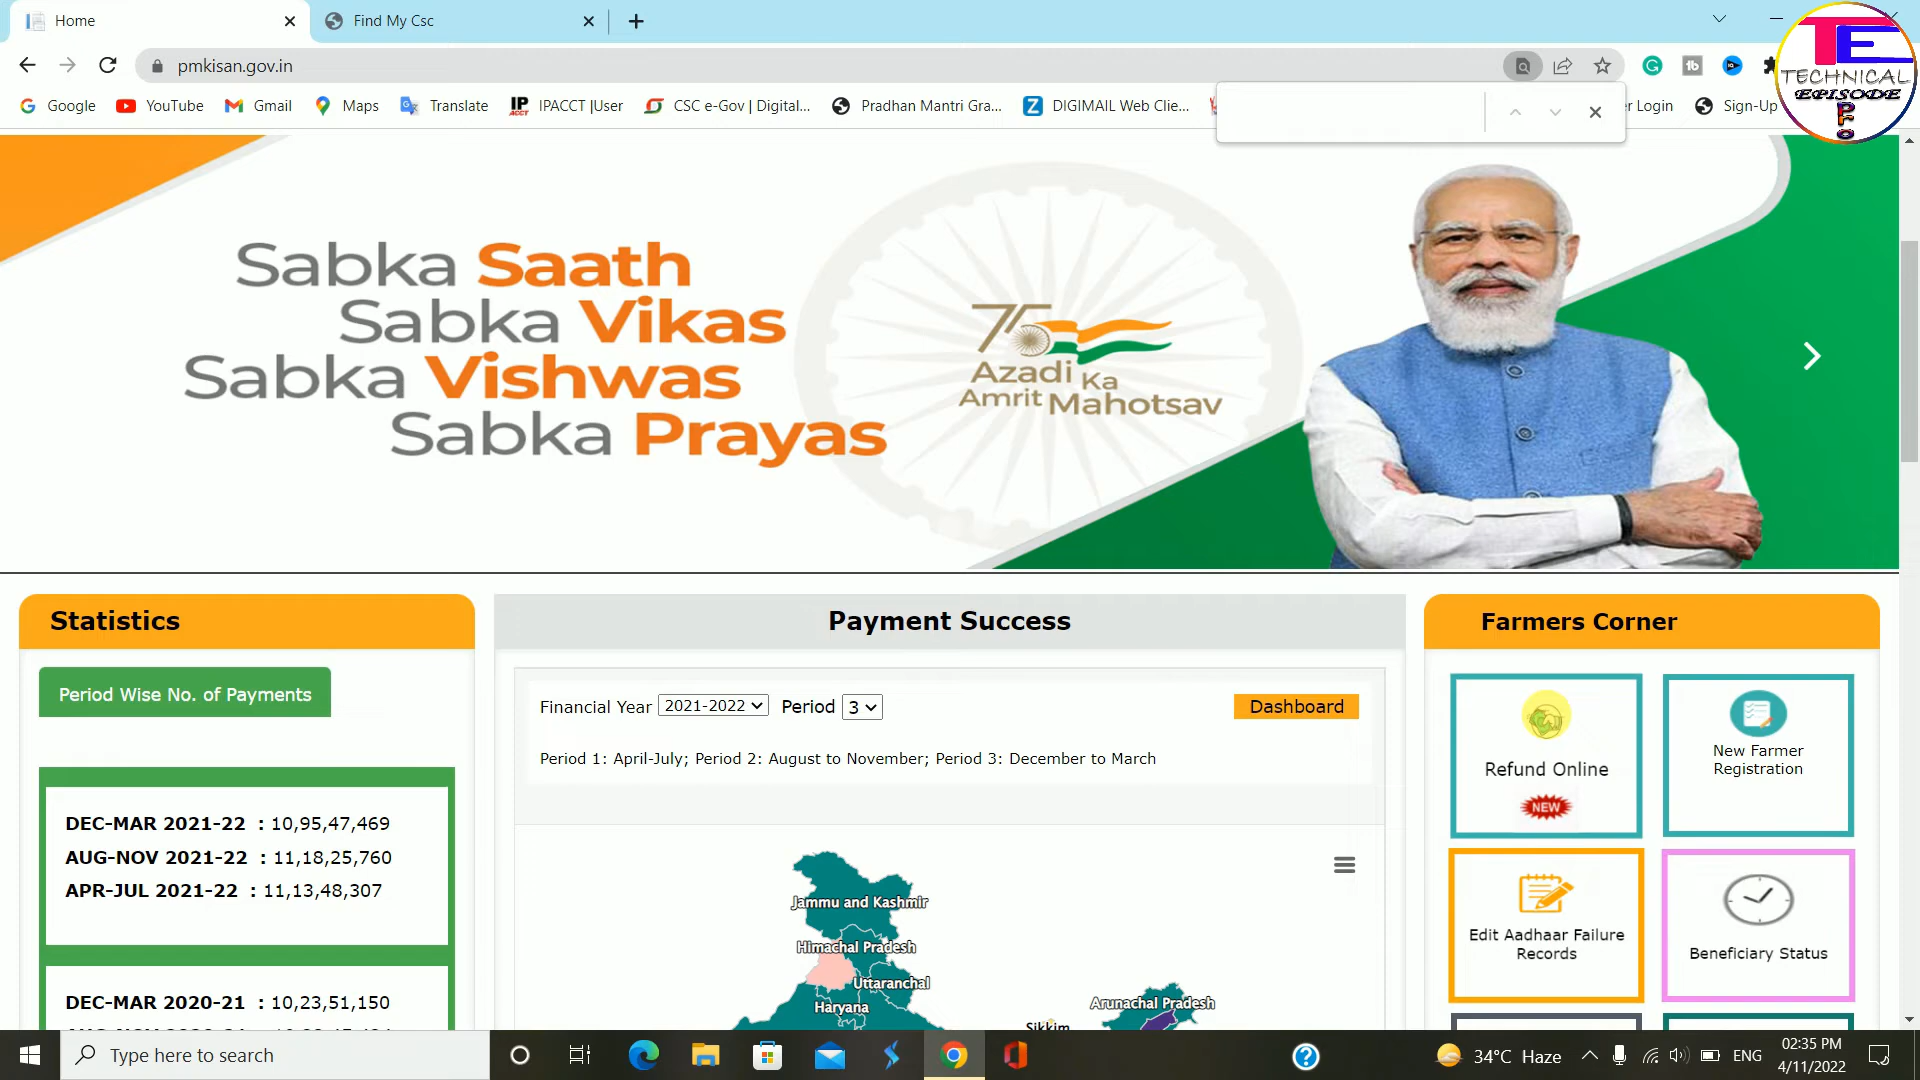 Home
Find My Csc
pmkisan.gov.in
Google
YouTube
Gmail
Maps
Translate
IPACCT |User
CSC e-Gov | Digital...
Pradhan Mantri Gra...
DIGIMAIL Web Clie...
r Login
Sign-Up
TE
TECHNICAL
EPISODE
Pro
Sabka Saath
Sabka Vikas
Sabka Vishwas
Sabka Prayas
75
Azadi Ka
Amrit Mahotsav
Statistics
Period Wise No. of Payments
DEC-MAR 2021-22 : 10,95,47,469
AUG-NOV 2021-22 : 11,18,25,760
APR-JUL 2021-22 : 11,13,48,307
DEC-MAR 2020-21 : 10,23,51,150
Payment Success
Financial Year 2021-2022 Period 3
Dashboard
Period 1: April-July; Period 2: August to November; Period 3: December to March
Jammu and Kashmir
Himachal Pradesh
Uttaranchal
Haryana
Arunachal Pradesh
Sikkim
Farmers Corner
Refund Online
NEW
New Farmer
Registration
Edit Aadhaar Failure
Records
Beneficiary Status
Type here to search
34°C Haze
ENG
02:35 PM
4/11/2022